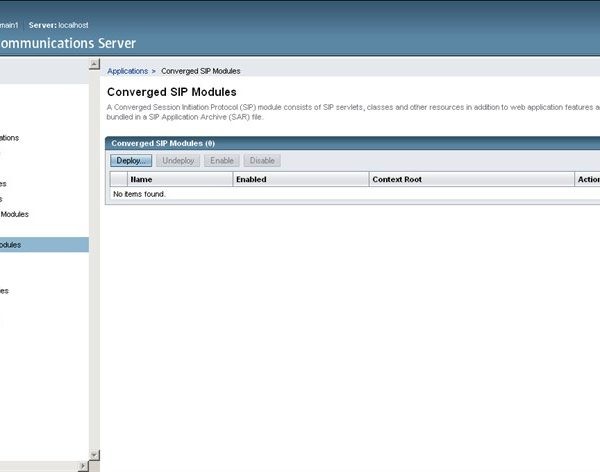 main1 Server: localhost
ommunications Server
Applications > Converged SIP Modules
Converged SIP Modules
A Converged Session Initiation Protocol (SIP) module consists of SIP servlets, classes and other resources in addition to web application features a
bundled in a SIP Application Archive (SAR) file.
ations
Converged SIP Modules (0)
Deploy... Undeploy Enable Disable
Name Enabled Context Root Action
es
No items found.
s
Modules
odules
es